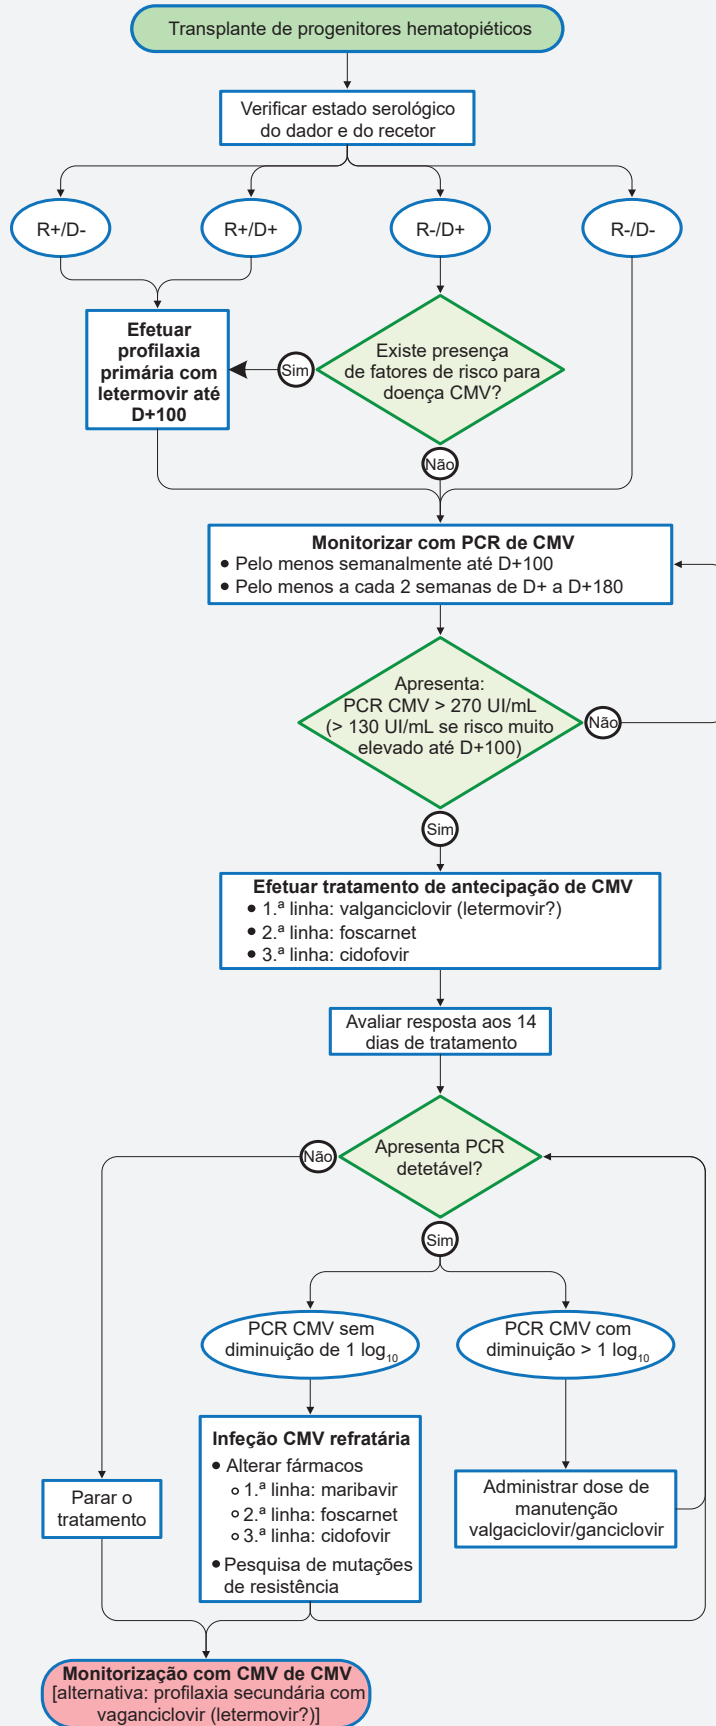 Transplante de progenitores hematopiéticos
Verificar estado serológico
do dador e do recetor
R+/D-
R+/D+
R-/D+
R-/D-
Efetuar
profilaxia
primária com
letermovir até
D+100
Sim
Existe presença
de fatores de risco para
doença CMV?
Não
Monitorizar com PCR de CMV
• Pelo menos semanalmente até D+100
• Pelo menos a cada 2 semanas de D+ a D+180
Apresenta:
PCR CMV > 270 UI/mL
(> 130 UI/mL se risco muito
elevado até D+100)
Não
Sim
Efetuar tratamento de antecipação de CMV
• 1.ª linha: valganciclovir (letermovir?)
• 2.ª linha: foscarnet
• 3.ª linha: cidofovir
Avaliar resposta aos 14
dias de tratamento
Apresenta PCR
detetável?
Não
Sim
PCR CMV sem
diminuição de 1 log₁₀
PCR CMV com
diminuição > 1 log₁₀
Infeção CMV refratária
• Alterar fármacos
o 1.ª linha: maribavir
o 2.ª linha: foscarnet
o 3.ª linha: cidofovir
• Pesquisa de mutações
de resistência
Parar o
tratamento
Administrar dose de
manutenção
valgaciclovir/ganciclovir
Monitorização com CMV de CMV
[alternativa: profilaxia secundária com
vaganciclovir (letermovir?)]